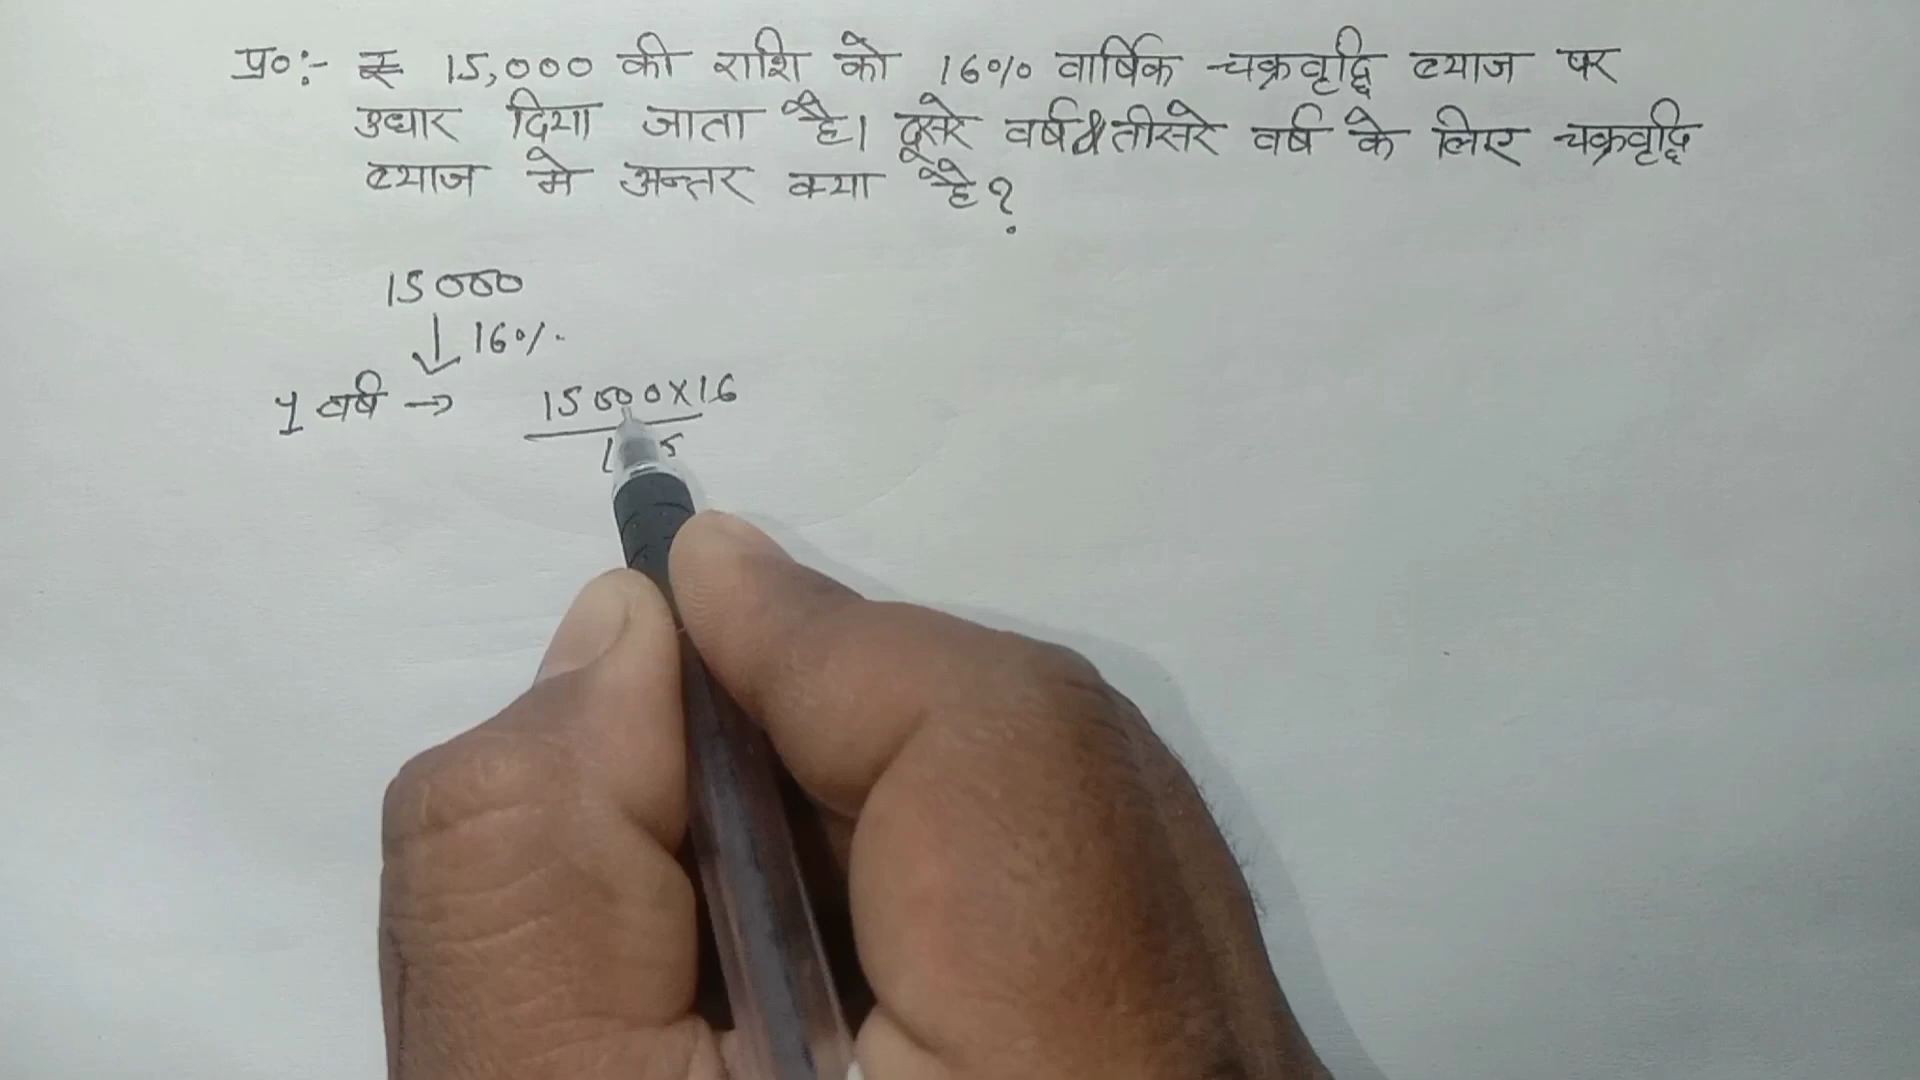 प्र०:- ₹ 15,000 की राशि को 16% वार्षिक चक्रवृद्धि ब्याज पर
उधार दिया जाता है। दूसरे वर्ष & तीसरे वर्ष के लिए चक्रवृद्धि
ब्याज मे अन्तर क्या है?
15000
↓ 16%
1 वर्ष → 15000×16